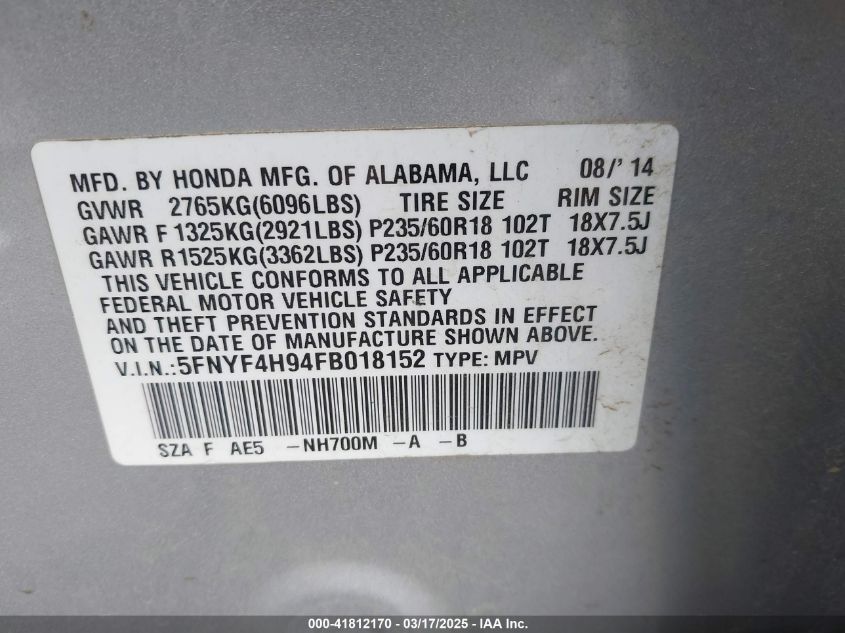 MFD. BY HONDA MFG. OF ALABAMA, LLC 08/' 14
GVWR 2765KG(6096LBS) TIRE SIZE RIM SIZE
GAWR F 1325KG(2921LBS) P235/60R18 102T 18X7.5J
GAWR R1525KG(3362LBS) P235/60R18 102T 18X7.5J
THIS VEHICLE CONFORMS TO ALL APPLICABLE
FEDERAL MOTOR VEHICLE SAFETY
AND THEFT PREVENTION STANDARDS IN EFFECT
ON THE DATE OF MANUFACTURE SHOWN ABOVE.
V.I.N.:5FNYF4H94FB018152 TYPE: MPV
SZA F AE5 -NH700M -A -B
000-41812170 | 03/17/2025 | © IAA Inc.